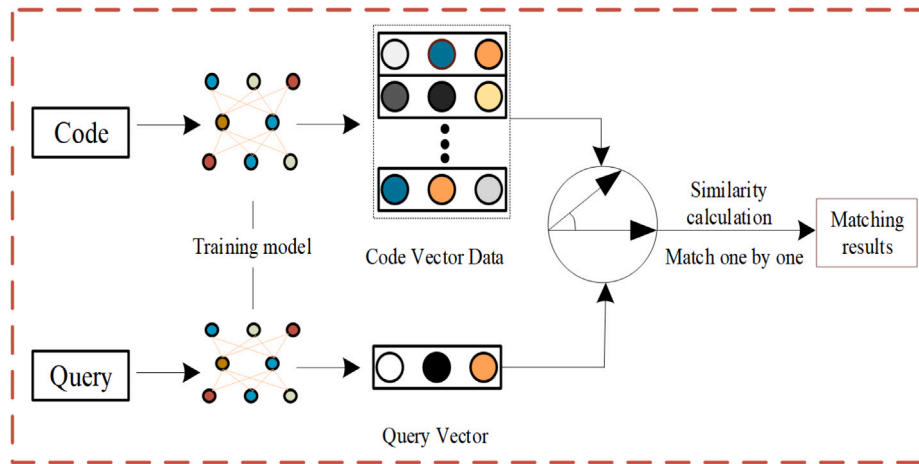 Code
Training model
Query
Code Vector Data
Query Vector
Similarity
calculation
Match one by one
Matching
results